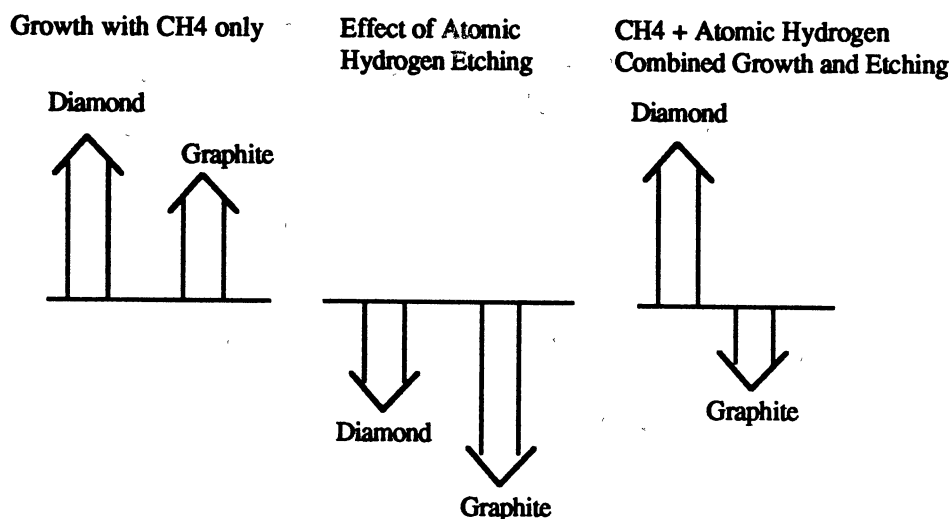 Growth with CH4 only
Diamond
Graphite
Effect of Atomic
Hydrogen Etching
Diamond
Graphite
CH4 + Atomic Hydrogen
Combined Growth and Etching
Diamond
Graphite